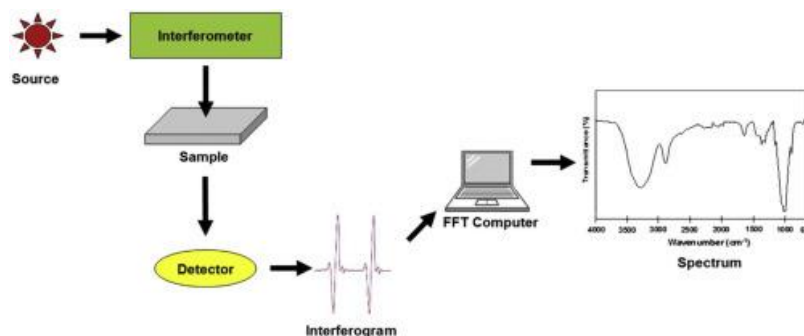 Source
Interferometer
Sample
Detector
Interferogram
FFT Computer
Transmittance (%)
4000 3500 3000 2500 2000 1500 1000
Wavenumber (cm-1)
Spectrum